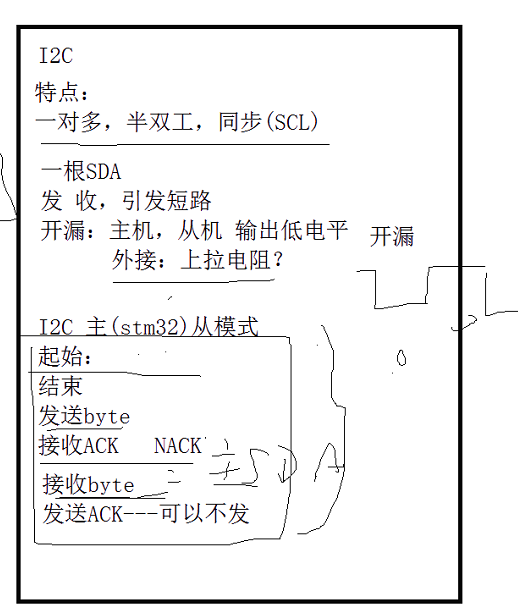 I2C
特点:
一对多, 半双工, 同步(SCL)
一根SDA
发 收, 引发短路
开漏: 主机, 从机 输出低电平
开漏
外接: 上拉电阻?
I2C 主(stm32)从模式
起始:
结束
发送byte
接收ACK NACK
SDA
接收byte
发送ACK---可以不发